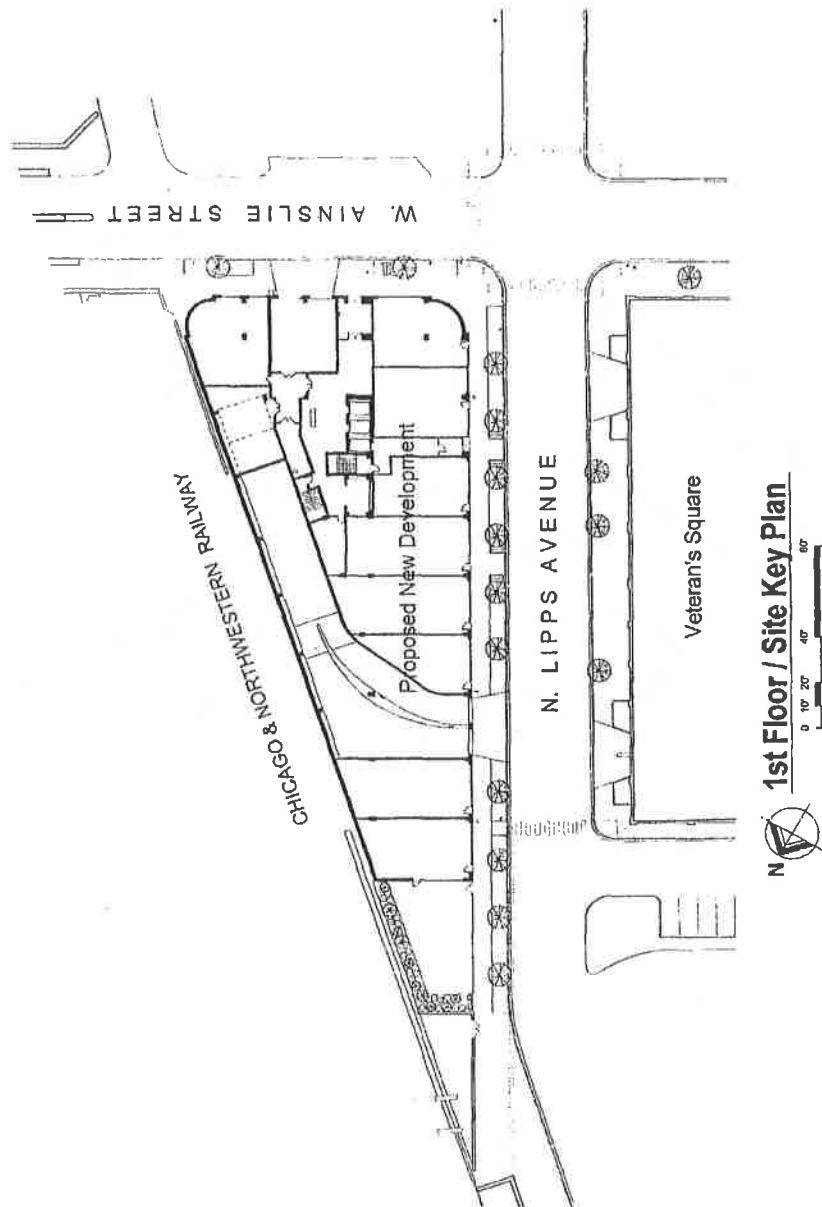 W. AINSLIE STREET
CHICAGO & NORTHWESTERN RAILWAY
Proposed New Development
N. LIPPS AVENUE
Veteran's Square
N
1st Floor / Site Key Plan
0 10' 20' 40' 80'